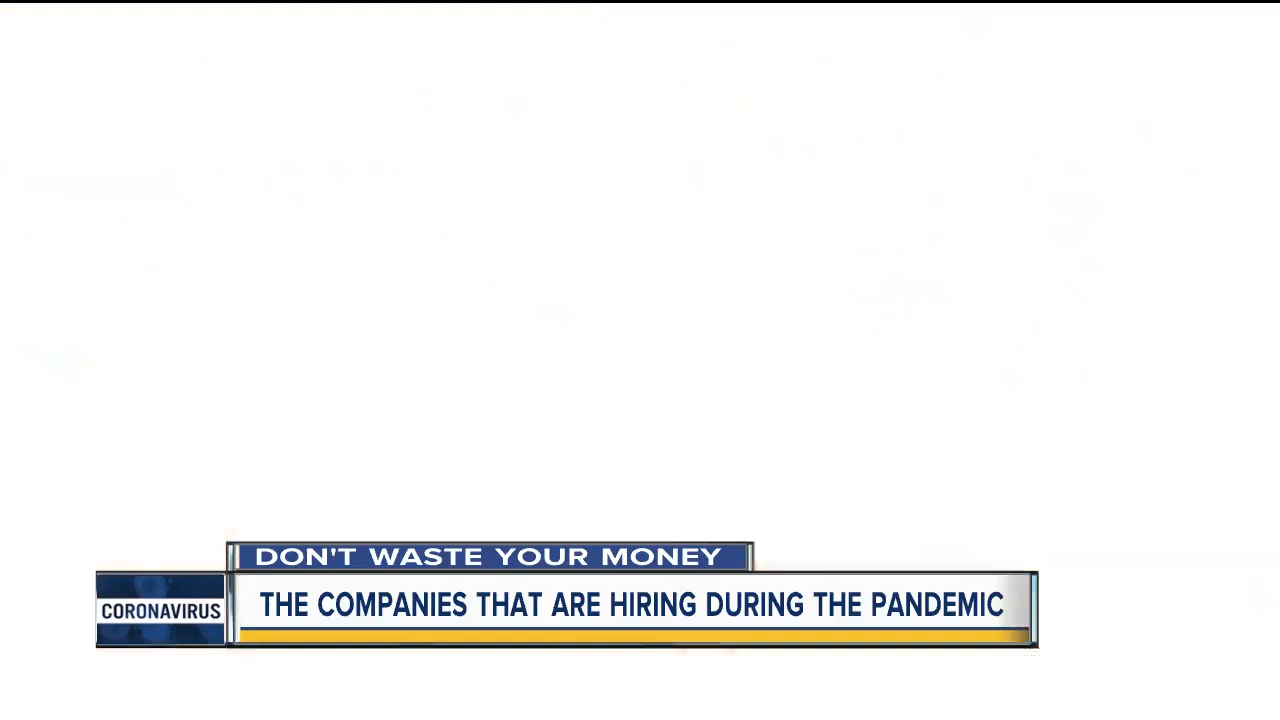 DON'T WASTE YOUR MONEY
CORONAVIRUS
THE COMPANIES THAT ARE HIRING DURING THE PANDEMIC